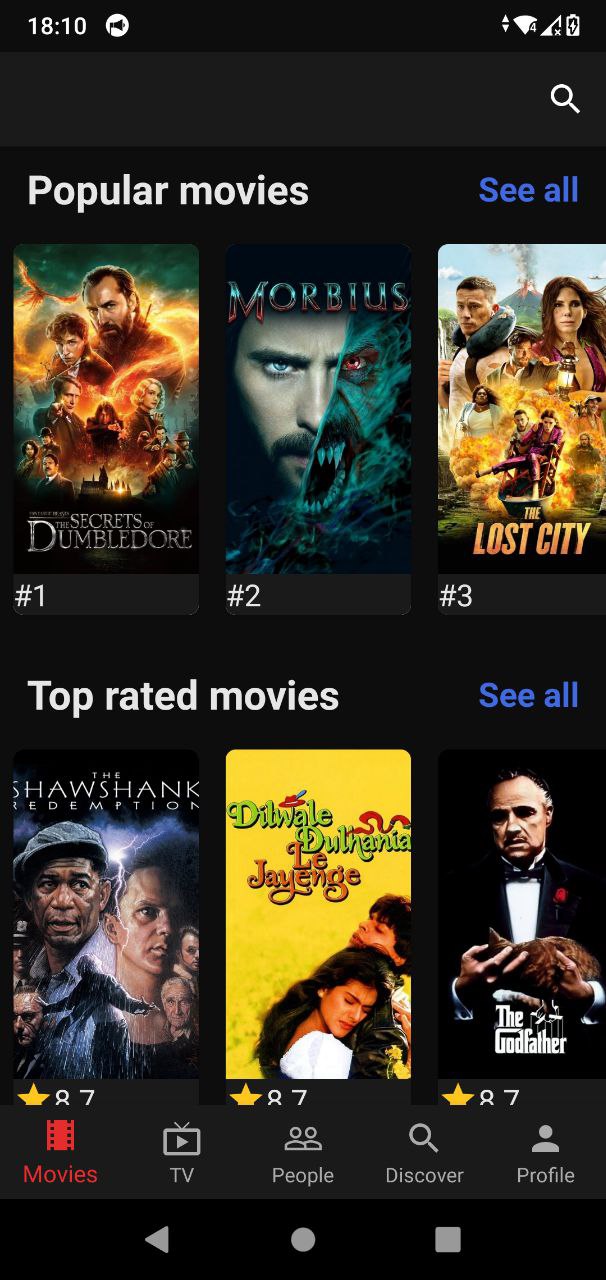 18:10
4
Popular movies
See all
MORBIUS
FANTASTIC BEASTS
THE SECRETS OF
DUMBLEDORE
THE
LOST CITY
#1
#2
#3
Top rated movies
See all
THE
SHAWSHANK
REDEMPTION
Dilwale
Dulhania
Le
Jayenge
The
Godfather
8.7
8.7
8.7
Movies
TV
People
Discover
Profile